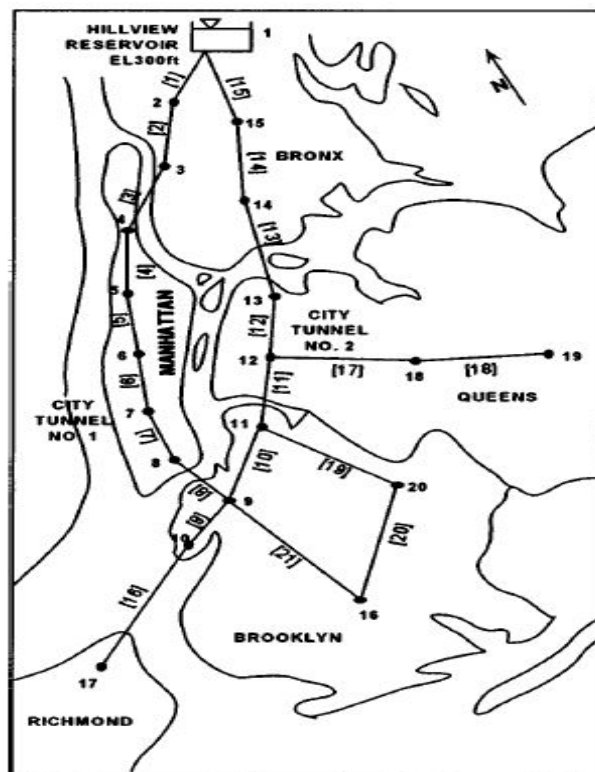 HILLVIEW
RESERVOIR
EL300ft
1
[1]
[15]
2
15
[2]
BRONX
N
3
[14]
[3]
14
4
[13]
[4]
13
5
CITY
TUNNEL
NO. 2
[5]
MANHATTAN
[12]
6
12
[17]
18
[18]
19
[6]
[11]
QUEENS
CITY
TUNNEL
NO. 1
7
11
[7]
[10]
[19]
8
20
[8]
9
[9]
[20]
10
[21]
[16]
16
BROOKLYN
17
RICHMOND